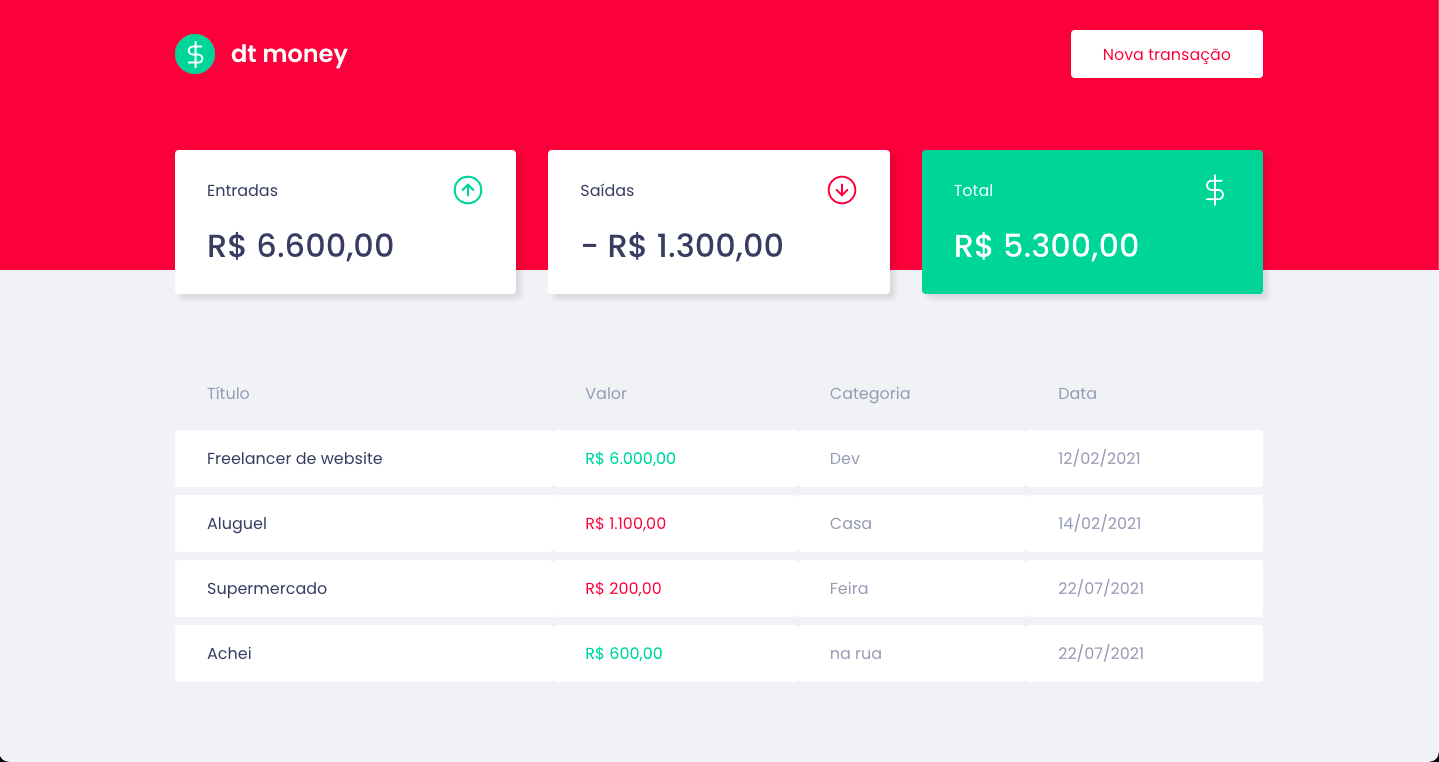 $ dt money
Nova transação
Entradas
R$ 6.600,00
Saídas
- R$ 1.300,00
Total $
R$ 5.300,00
Título Valor Categoria Data
Freelancer de website R$ 6.000,00 Dev 12/02/2021
Aluguel R$ 1.100,00 Casa 14/02/2021
Supermercado R$ 200,00 Feira 22/07/2021
Achei R$ 600,00 na rua 22/07/2021